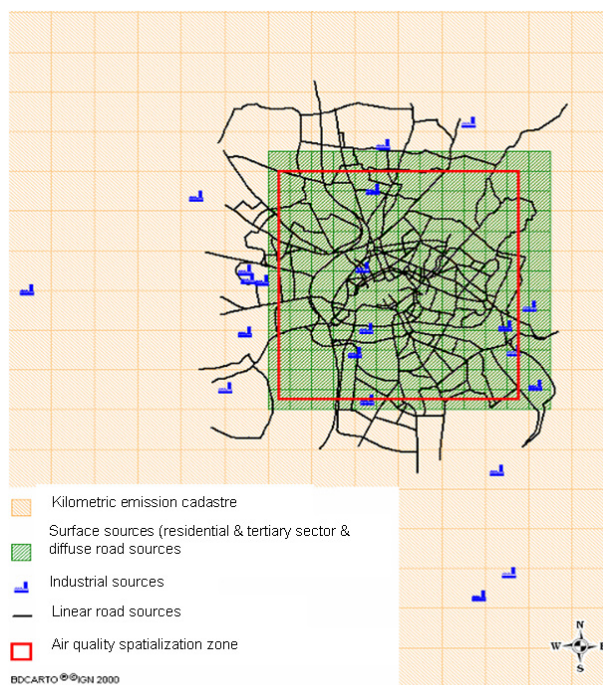 Kilometric emission cadastre
Surface sources (residential & tertiary sector &
diffuse road sources
Industrial sources
Linear road sources
Air quality spatialization zone
BDCARTO ®©IGN 2000
N
W E
S